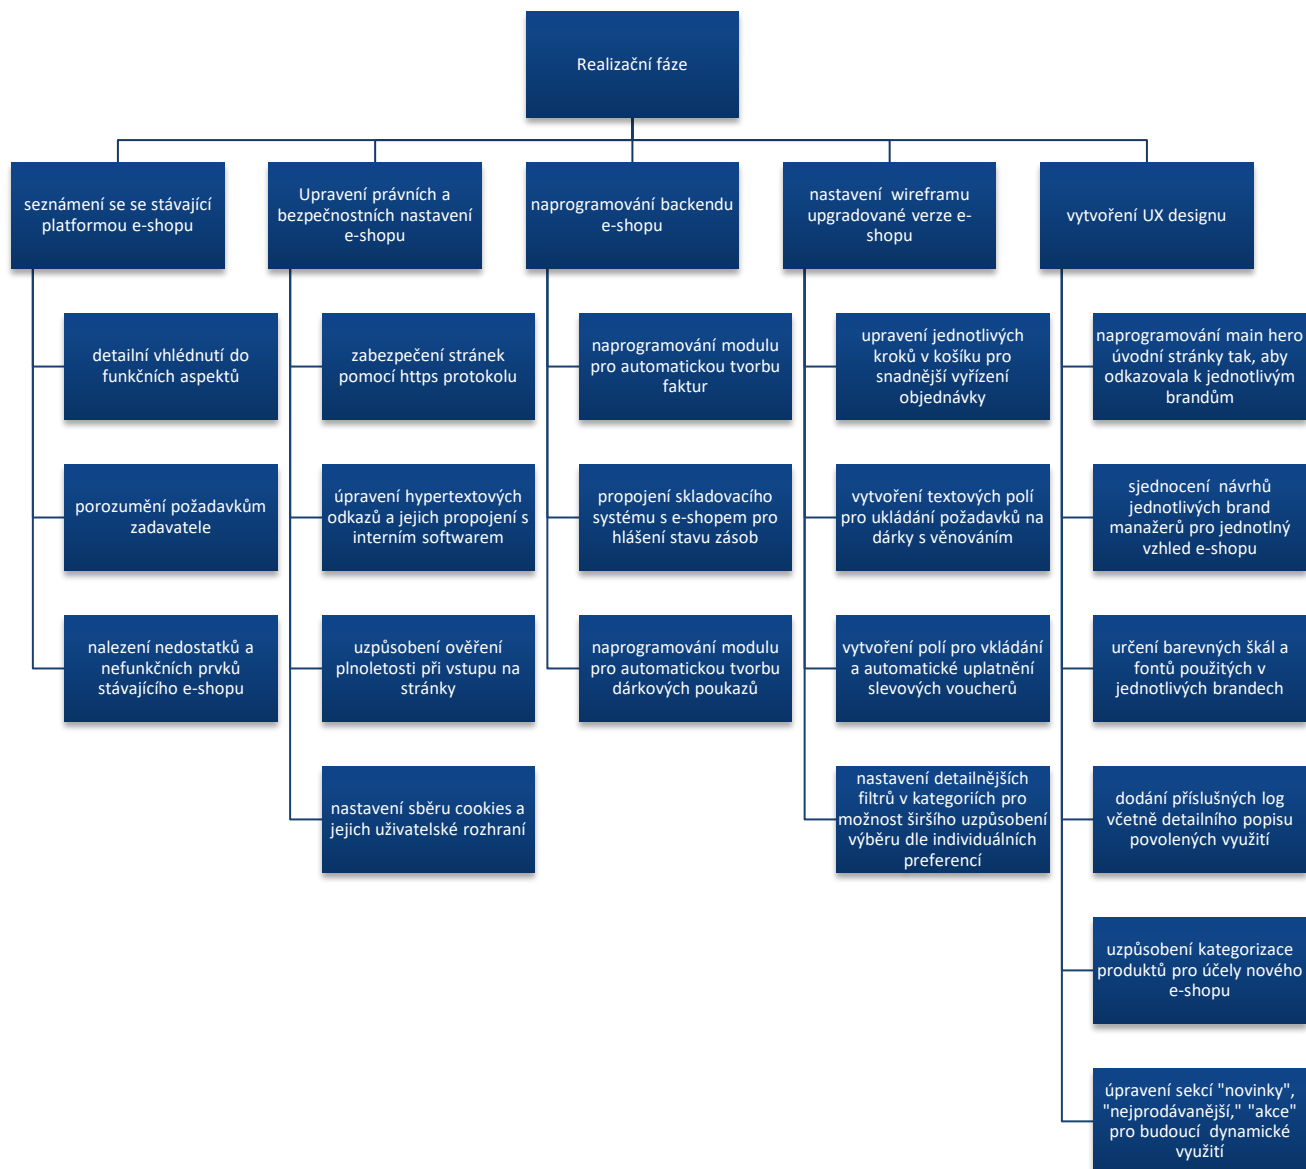 Realizační fáze
seznámení se se stávající
platformou e-shopu
detailní vhlédnutí do
funkčních aspektů
porozumění požadavkům
zadavatele
nalezení nedostatků a
nefunkčních prvků
stávajícího e-shopu
Upravení právních a
bezpečnostních nastavení
e-shopu
zabezpečení stránek
pomocí https protokolu
úpravení hypertextových
odkazů a jejich propojení s
interním softwarem
uzpůsobení ověření
plnoletosti při vstupu na
stránky
nastavení sběru cookies a
jejich uživatelské rozhraní
naprogramování backendu
e-shopu
naprogramování modulu
pro automatickou tvorbu
faktur
propojení skladovacího
systému s e-shopem pro
hlášení stavu zásob
naprogramování modulu
pro automatickou tvorbu
dárkových poukazů
nastavení wireframu
upgradované verze e-
shopu
upravení jednotlivých
kroků v košíku pro
snadnější vyřízení
objednávky
vytvoření textových polí
pro ukládání požadavků na
dárky s věnováním
vytvoření polí pro vkládání
a automatické uplatnění
slevových voucherů
nastavení detailnějších
filtrů v kategoriích pro
možnost širšího uzpůsobení
výběru dle individuálních
preferencí
vytvoření UX designu
naprogramování main hero
úvodní stránky tak, aby
odkazovala k jednotlivým
brandům
sjednocení návrhů
jednotlivých brand
manažerů pro jednotlný
vzhled e-shopu
určení barevných škál a
fontů použitých v
jednotlivých brandech
dodání příslušných log
včetně detailního popisu
povolených využití
uzpůsobení kategorizace
produktů pro účely nového
e-shopu
úpravení sekcí "novinky",
"nejprodávanější," "akce"
pro budoucí dynamické
využití